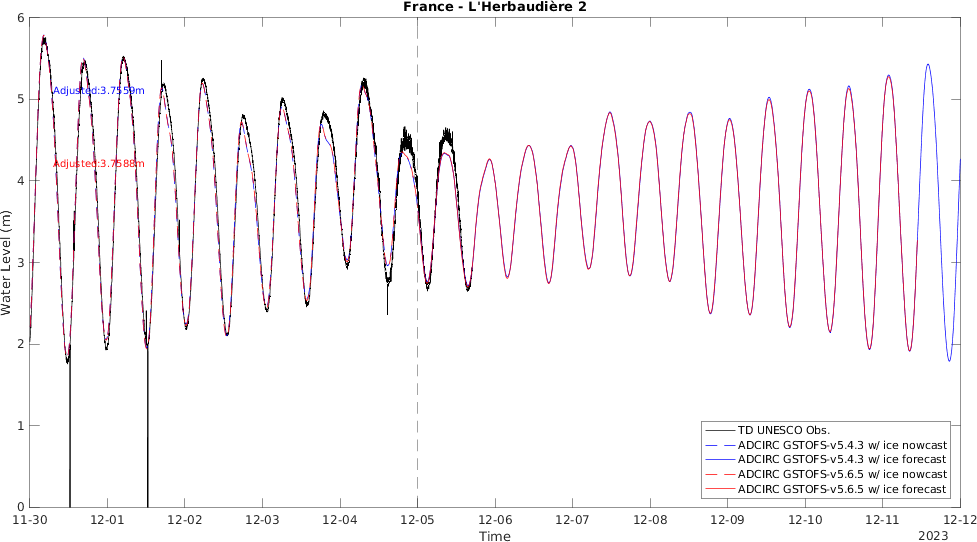 France - L'Herbaudière 2
6
5
4
3
2
1
0
Water Level (m)
Adjusted:3.7559m
Adjusted:3.7588m
TD UNESCO Obs.
ADCIRC GSTOFS-v5.4.3 w/ ice nowcast
ADCIRC GSTOFS-v5.4.3 w/ ice forecast
ADCIRC GSTOFS-v5.6.5 w/ ice nowcast
ADCIRC GSTOFS-v5.6.5 w/ ice forecast
11-30 12-01 12-02 12-03 12-04 12-05 12-06 12-07 12-08 12-09 12-10 12-11 12-12
Time
2023